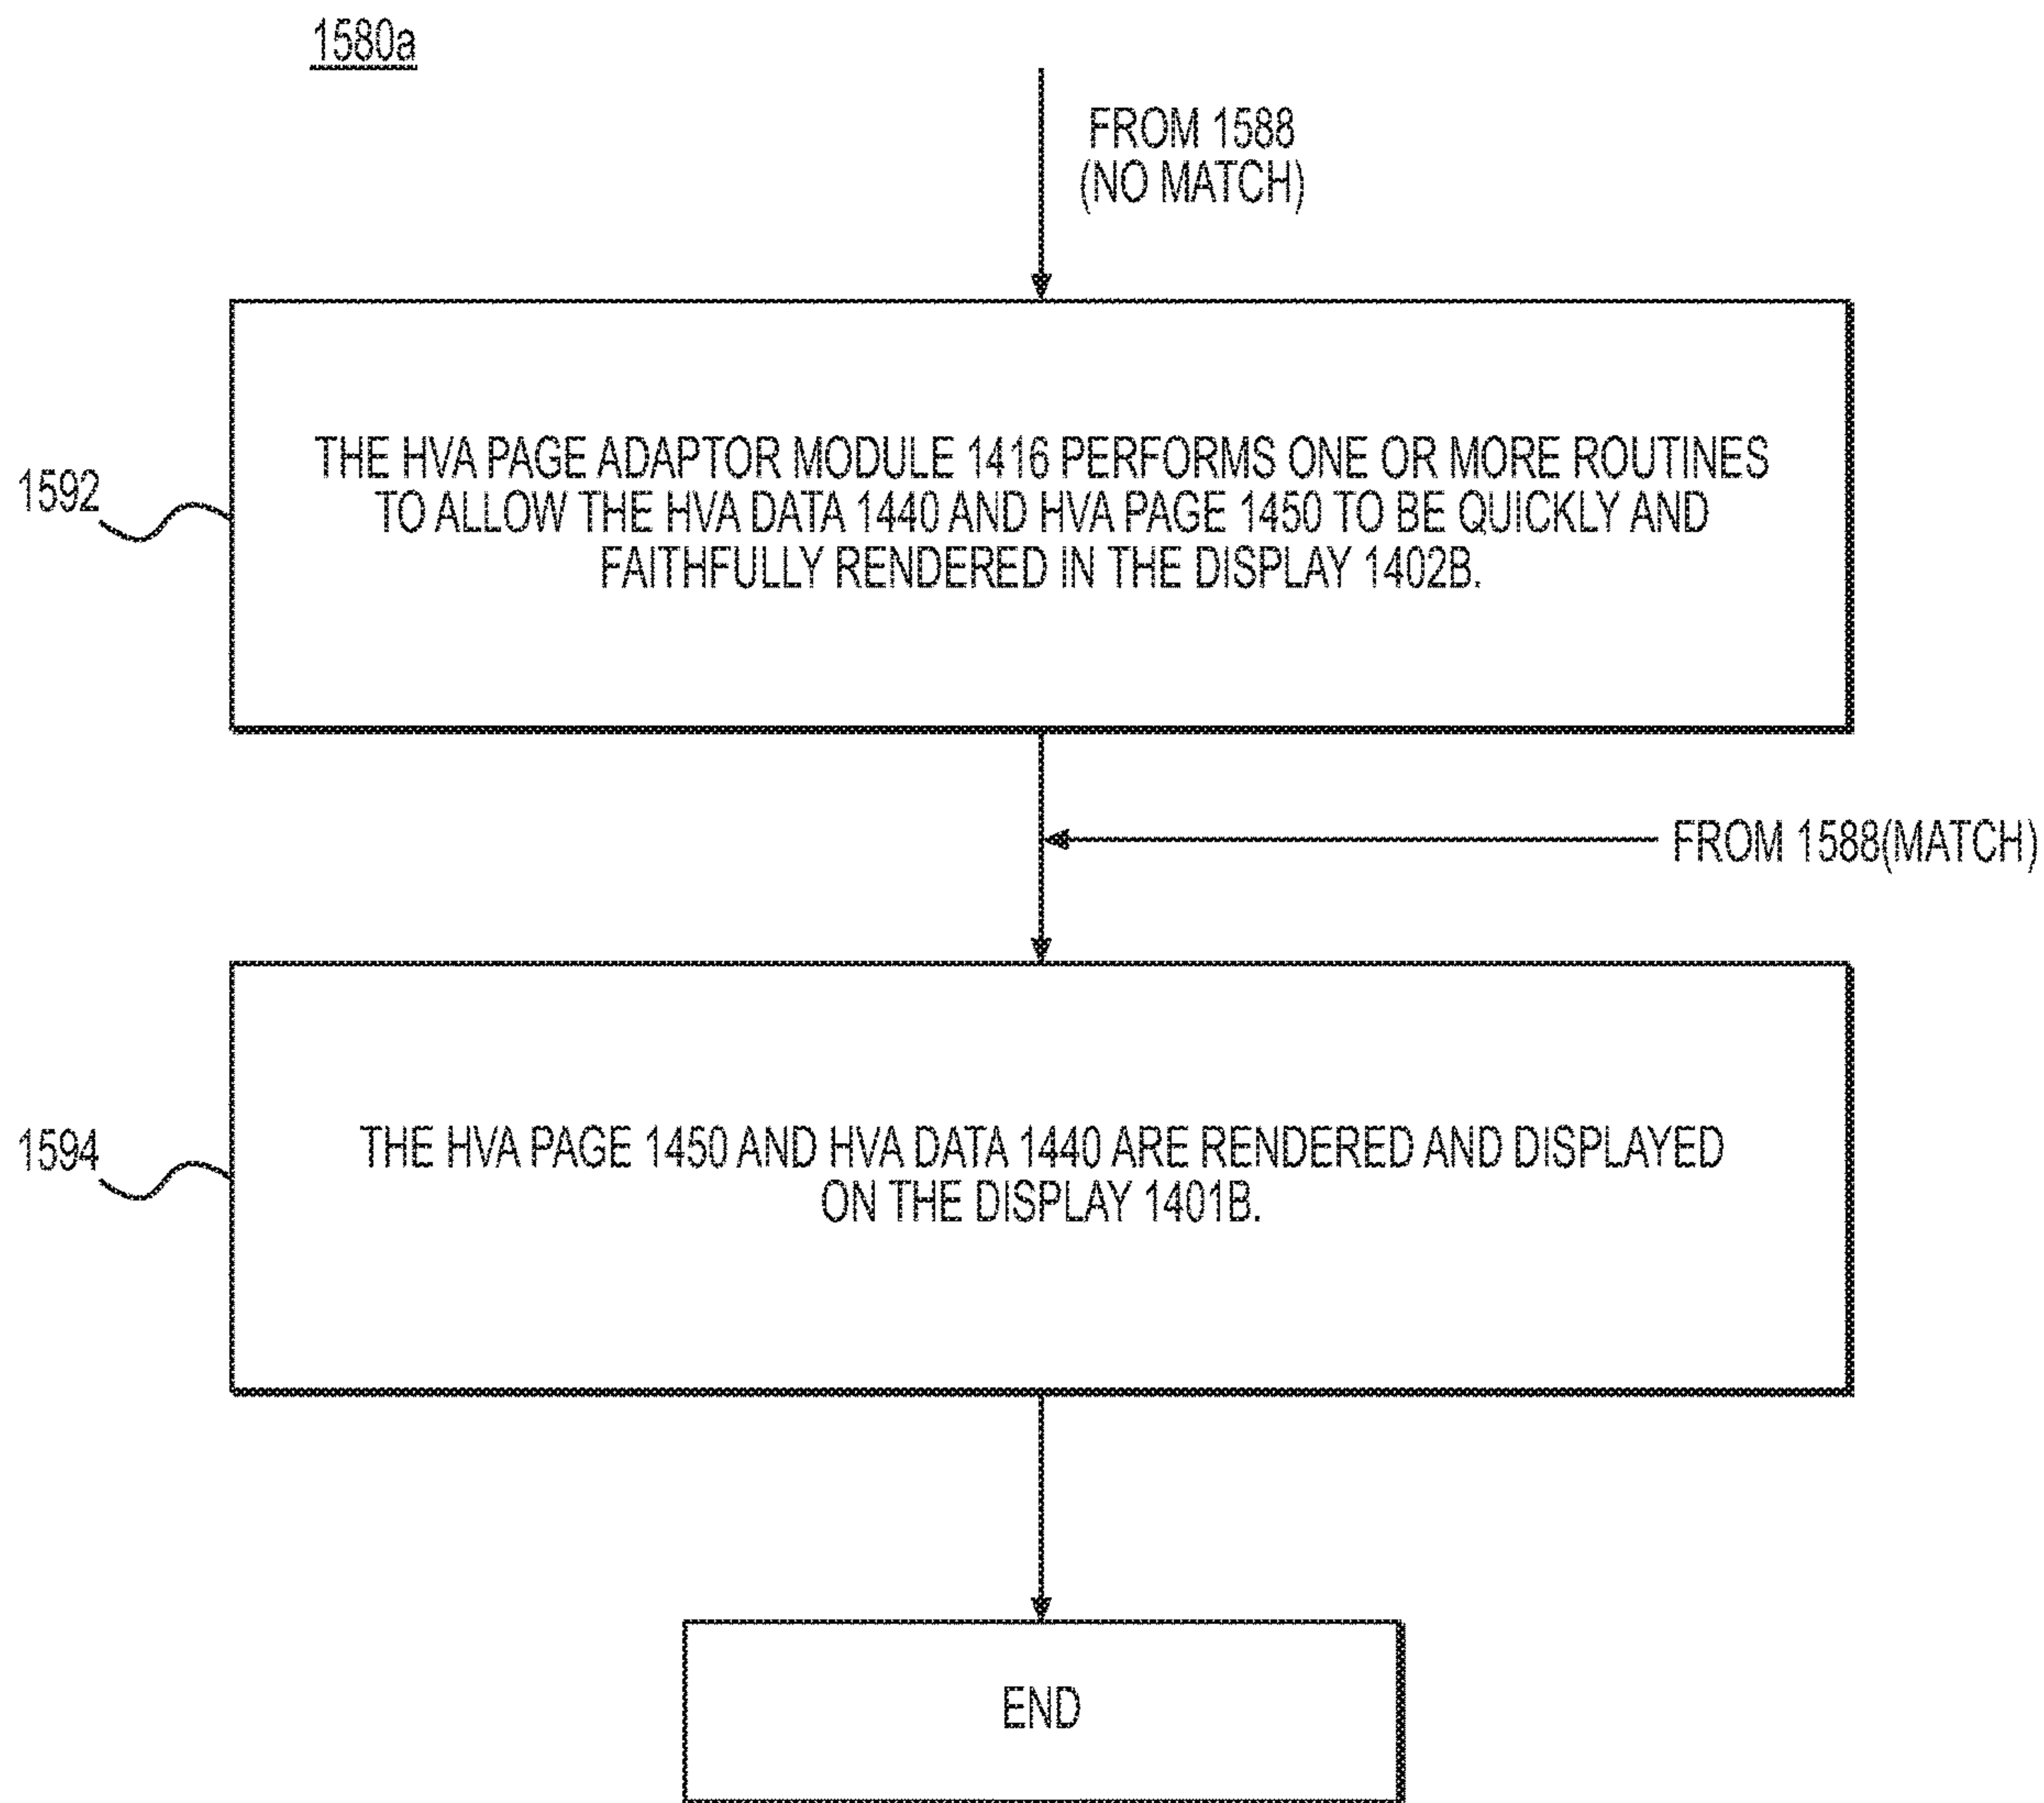 1580a
FROM 1588
(NO MATCH)
THE HVA PAGE ADAPTOR MODULE 1416 PERFORMS ONE OR MORE ROUTINES
TO ALLOW THE HVA DATA 1440 AND HVA PAGE 1450 TO BE QUICKLY AND
FAITHFULLY RENDERED IN THE DISPLAY 1402B.
1592
FROM 1588(MATCH)
THE HVA PAGE 1450 AND HVA DATA 1440 ARE RENDERED AND DISPLAYED
ON THE DISPLAY 1401B.
1594
END